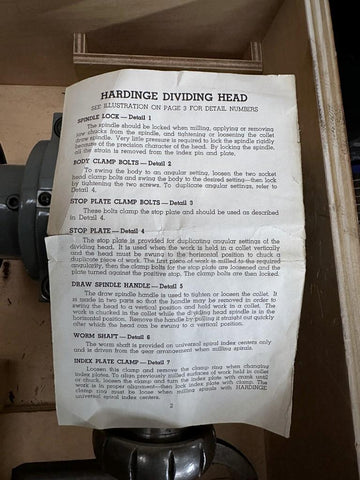 HARDINGE DIVIDING HEAD
SEE ILLUSTRATION ON PAGE 3 FOR DETAIL NUMBERS
SPINDLE LOCK—Detail 1
The spindle should be locked when milling, applying or removing
chucks from the spindle, and tightening or loosening the collet
draw spindle. Very little pressure is required to lock the spindle rigidly
because of the precision character of the head. By locking the spindle,
all the strain is removed from the index pin and plate.
BODY CLAMP BOLTS—Detail 2
To swing the body to an angular setting, loosen the two socket
head clamp bolts and swing the body to the desired setting—then lock
by tightening the two screws. To duplicate angular settings, refer to
Detail 4.
STOP PLATE CLAMP BOLTS—Detail 3
These bolts clamp the stop plate and should be used as described
in Detail 4.
STOP PLATE—Detail 4
The stop plate is provided for duplicating angular settings of the
dividing head. It is used when the work is held in a collet vertically
and the head must be swung to the horizontal position to chuck a
duplicate piece of work. The first piece of work is milled to the required
angularity, then the clamp bolts for the stop plate are loosened and the
plate turned against the positive stop. The clamp bolts are then locked.
DRAW SPINDLE HANDLE—Detail 5
The draw spindle handle is used to tighten or loosen the collet. It
is made in two parts so that the handle may be removed in order to
swing the head to a vertical position and hold work in a collet. The
work is chucked in the collet while the dividing head spindle is in the
horizontal position. Remove the handle by pulling it straight out quickly
after which the head can be swung to a vertical position.
WORM SHAFT—Detail 6
The worm shaft is provided on universal spiral index centers only
and is driven from the gear arrangement when milling spirals.
INDEX PLATE CLAMP—Detail 7
Loosen this clamp and remove the clamp ring when changing
index plates. To align previously milled surfaces of work held in collet
or chuck, loosen the clamp and turn the index plate with crank until
the work is in proper alignment—then lock index plate with clamp. The
clamp ring must be loose when milling spirals with HARDINGE
universal spiral index centers.
2